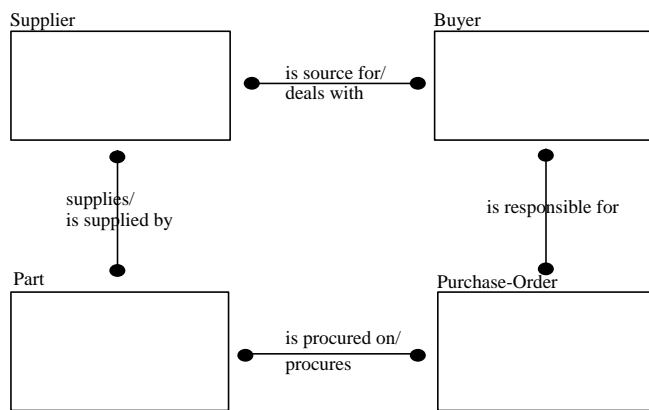 Supplier
Buyer
is source for/
deals with
supplies/
is supplied by
is responsible for
Part
Purchase-Order
is procured on/
procures